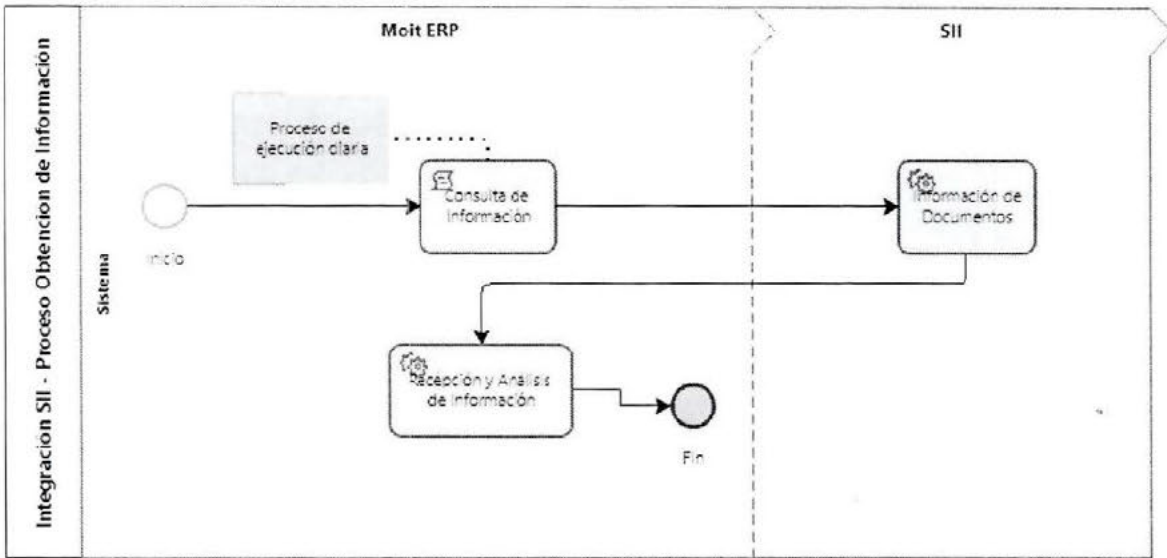 Integración SII - Proceso Obtencion de Información
Sistema
Moit ERP
SII
Proceso de
ejecución diaria
Inicio
Consulta de
Información
Información de
Documentos
Recepción y Análisis
de Información
Fin